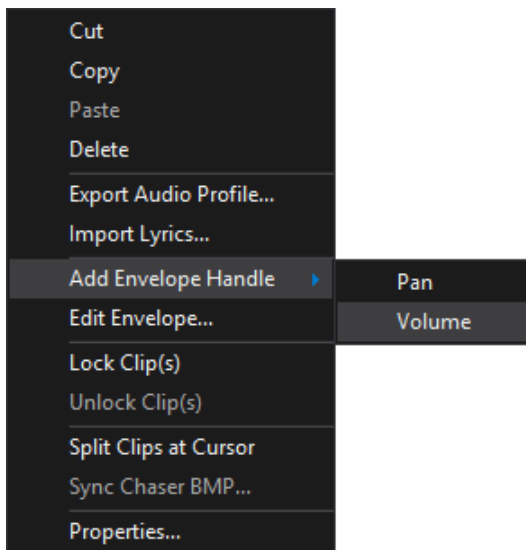 Cut
Copy
Paste
Delete
Export Audio Profile...
Import Lyrics...
Add Envelope Handle
Pan
Edit Envelope...
Volume
Lock Clip(s)
Unlock Clip(s)
Split Clips at Cursor
Sync Chaser BMP...
Properties...